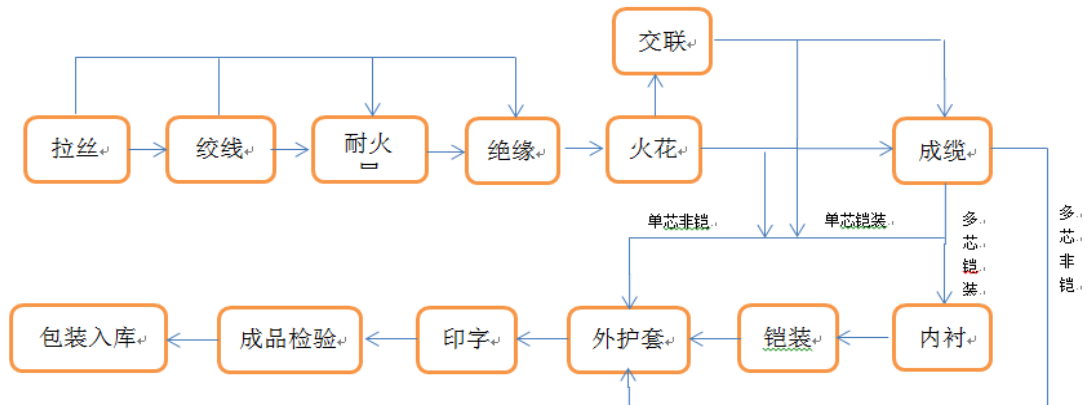 交联
拉丝
绞线
耐火
绝缘
火花
成缆
单芯非铠
单芯铠装
多芯铠装
多芯非铠
包装入库
成品检验
印字
外护套
铠装
内衬